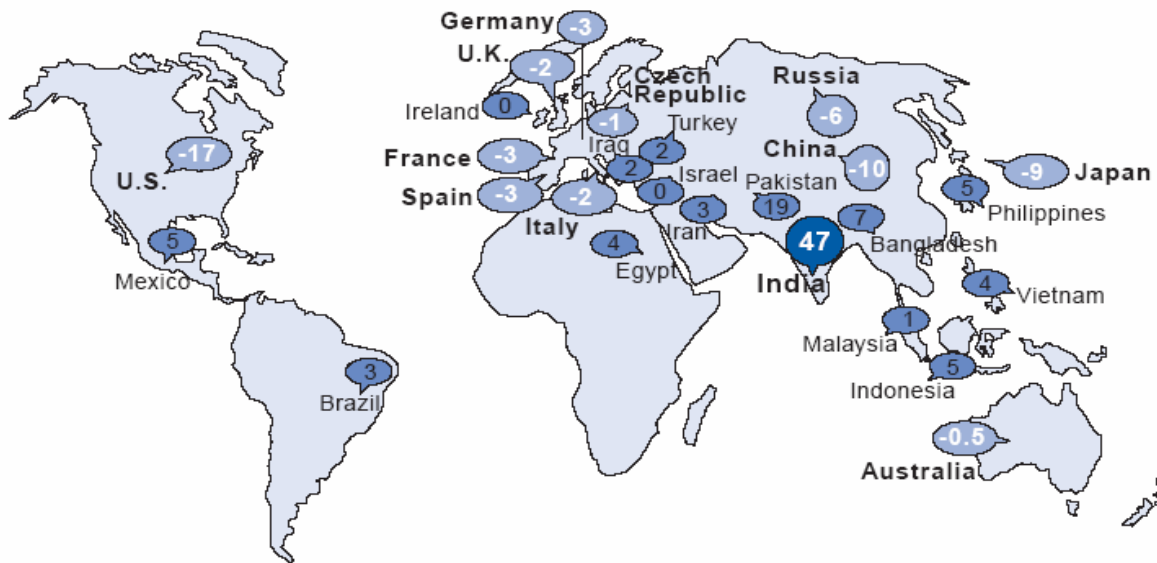 Germany
-3
U.K.
-2
Czech
Republic
-1
Russia
-6
Ireland
0
Turkey
2
Iraq
2
China
-10
-17
U.S.
France
-3
Israel
0
Japan
-9
Spain
-3
Italy
-2
Pakistan
19
5
Philippines
Iran
3
7
Bangladesh
5
Mexico
4
Egypt
47
India
4
Vietnam
1
Malaysia
3
Brazil
5
Indonesia
-0.5
Australia